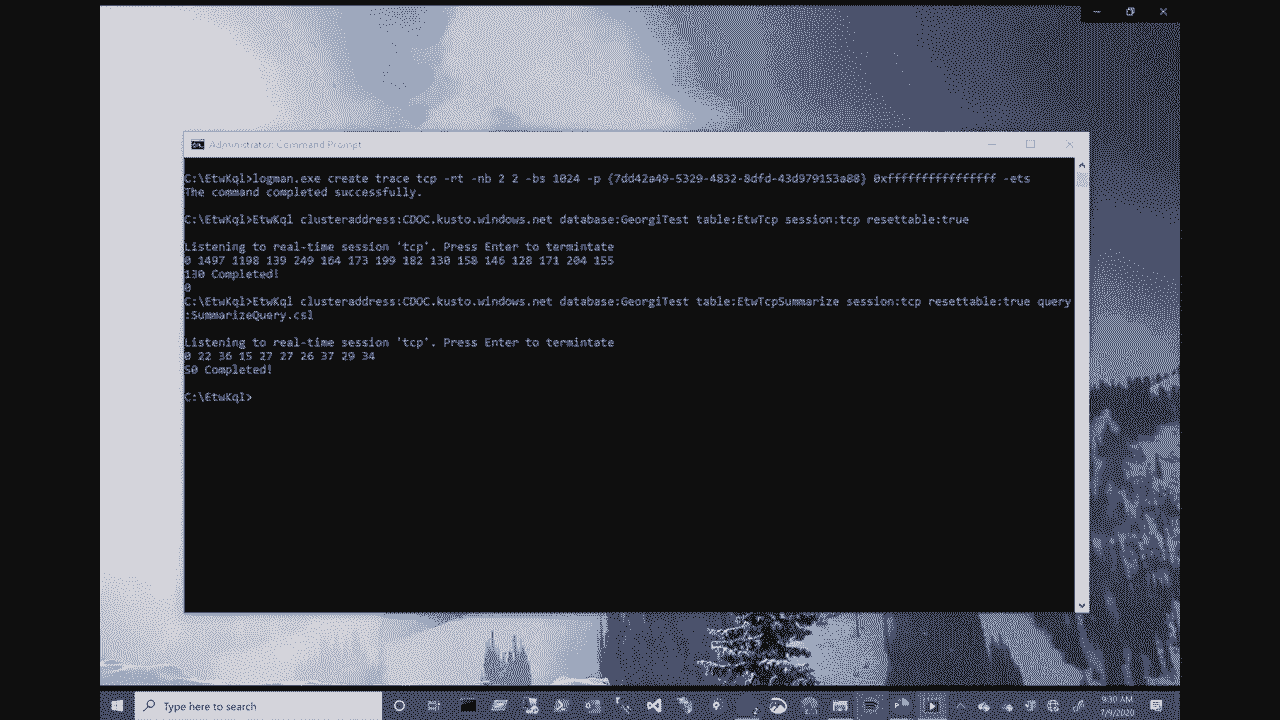 Administrator: Command Prompt
C:\EtwKql>logman.exe create trace tcp -rt -nb 2 2 -bs 1024 -p {7dd42a49-5329-4832-8dfd-43d979153a88} 0xffffffffffffffff -ets
The command completed successfully.
C:\EtwKql>EtwKql clusteraddress:CDOC.kusto.windows.net database:GeorgiTest table:EtwTcp session:tcp resettable:true
Listening to real-time session 'tcp'. Press Enter to termintate
0 1497 1198 139 249 164 173 199 182 130 158 146 128 171 204 155
130 Completed!
0
C:\EtwKql>EtwKql clusteraddress:CDOC.kusto.windows.net database:GeorgiTest table:EtwTcpSummarize session:tcp resettable:true query
:SummarizeQuery.csl
Listening to real-time session 'tcp'. Press Enter to termintate
0 22 36 15 27 27 26 37 29 34
50 Completed!
C:\EtwKql>
Type here to search
9:30 AM
7/9/2020